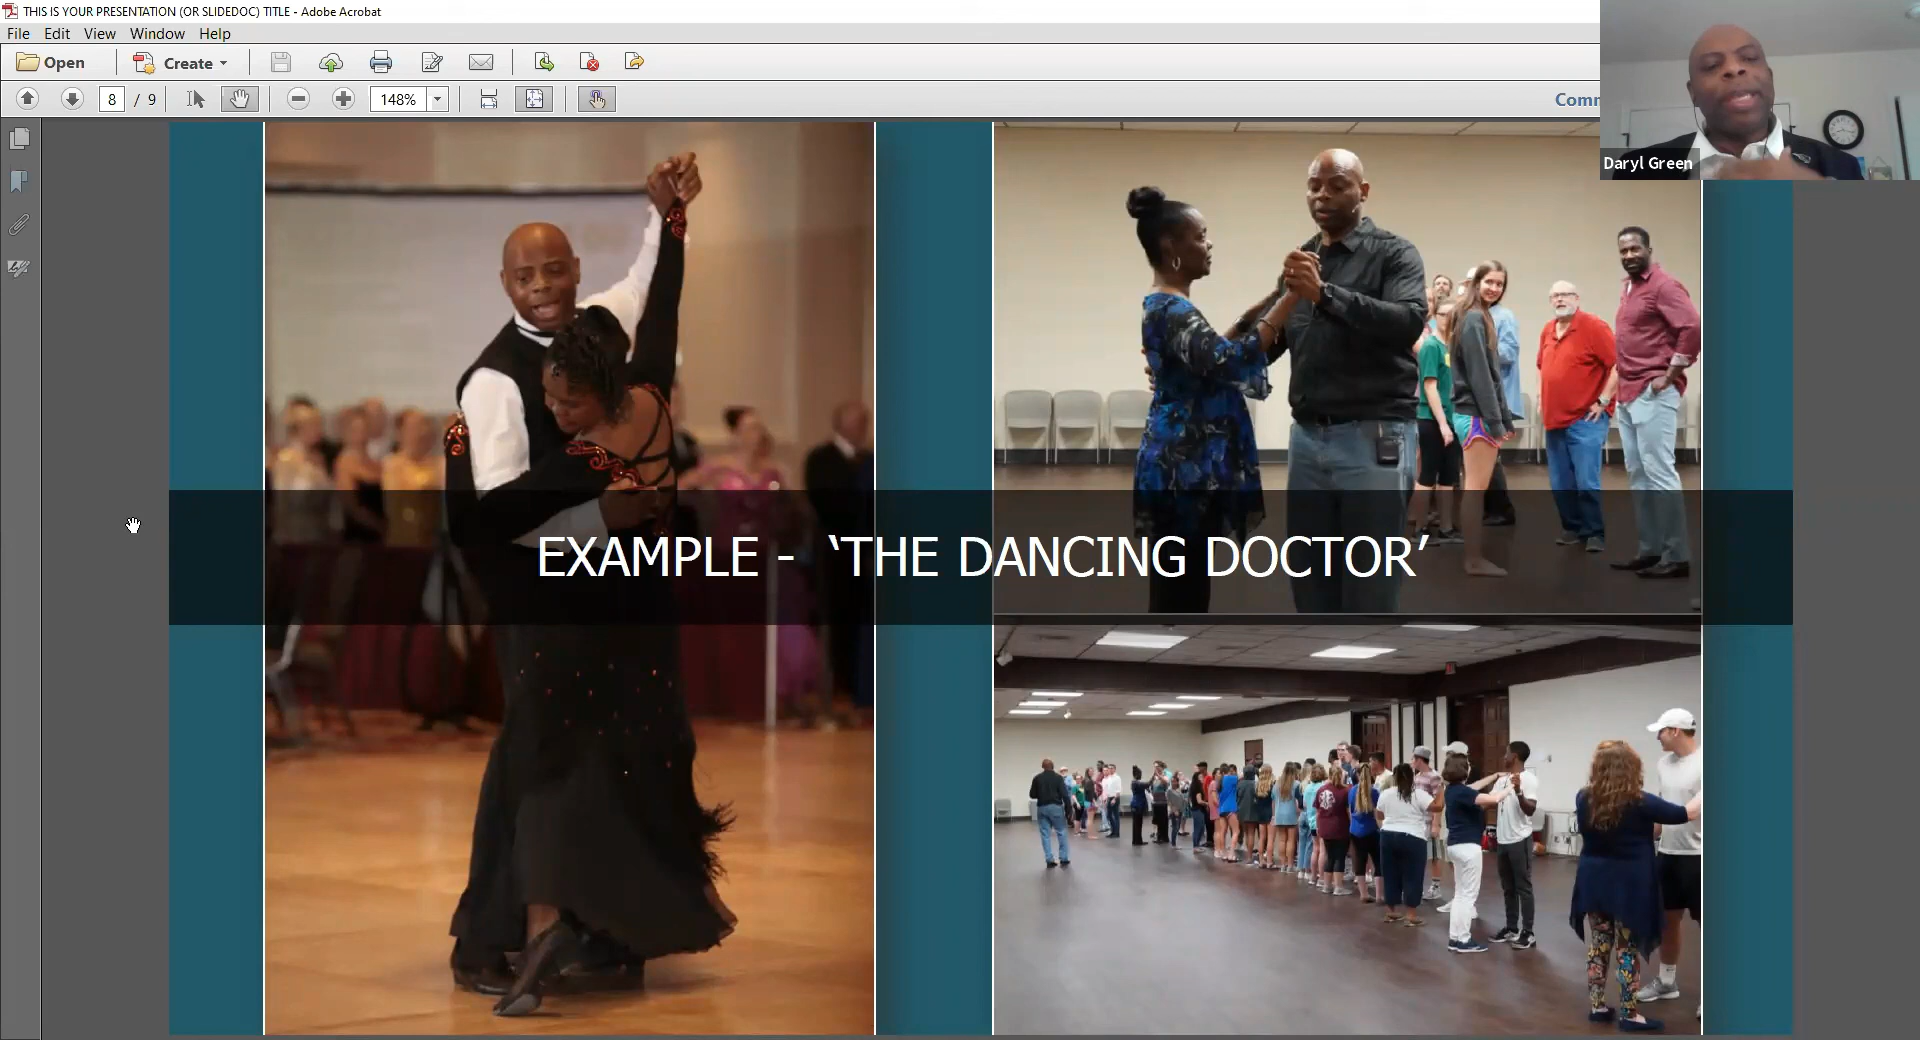 THIS IS YOUR PRESENTATION (OR SLIDEDOC) TITLE - Adobe Acrobat
File Edit View Window Help
Open Create
8 / 9 148% Comm
Daryl Green
EXAMPLE - ‘THE DANCING DOCTOR’